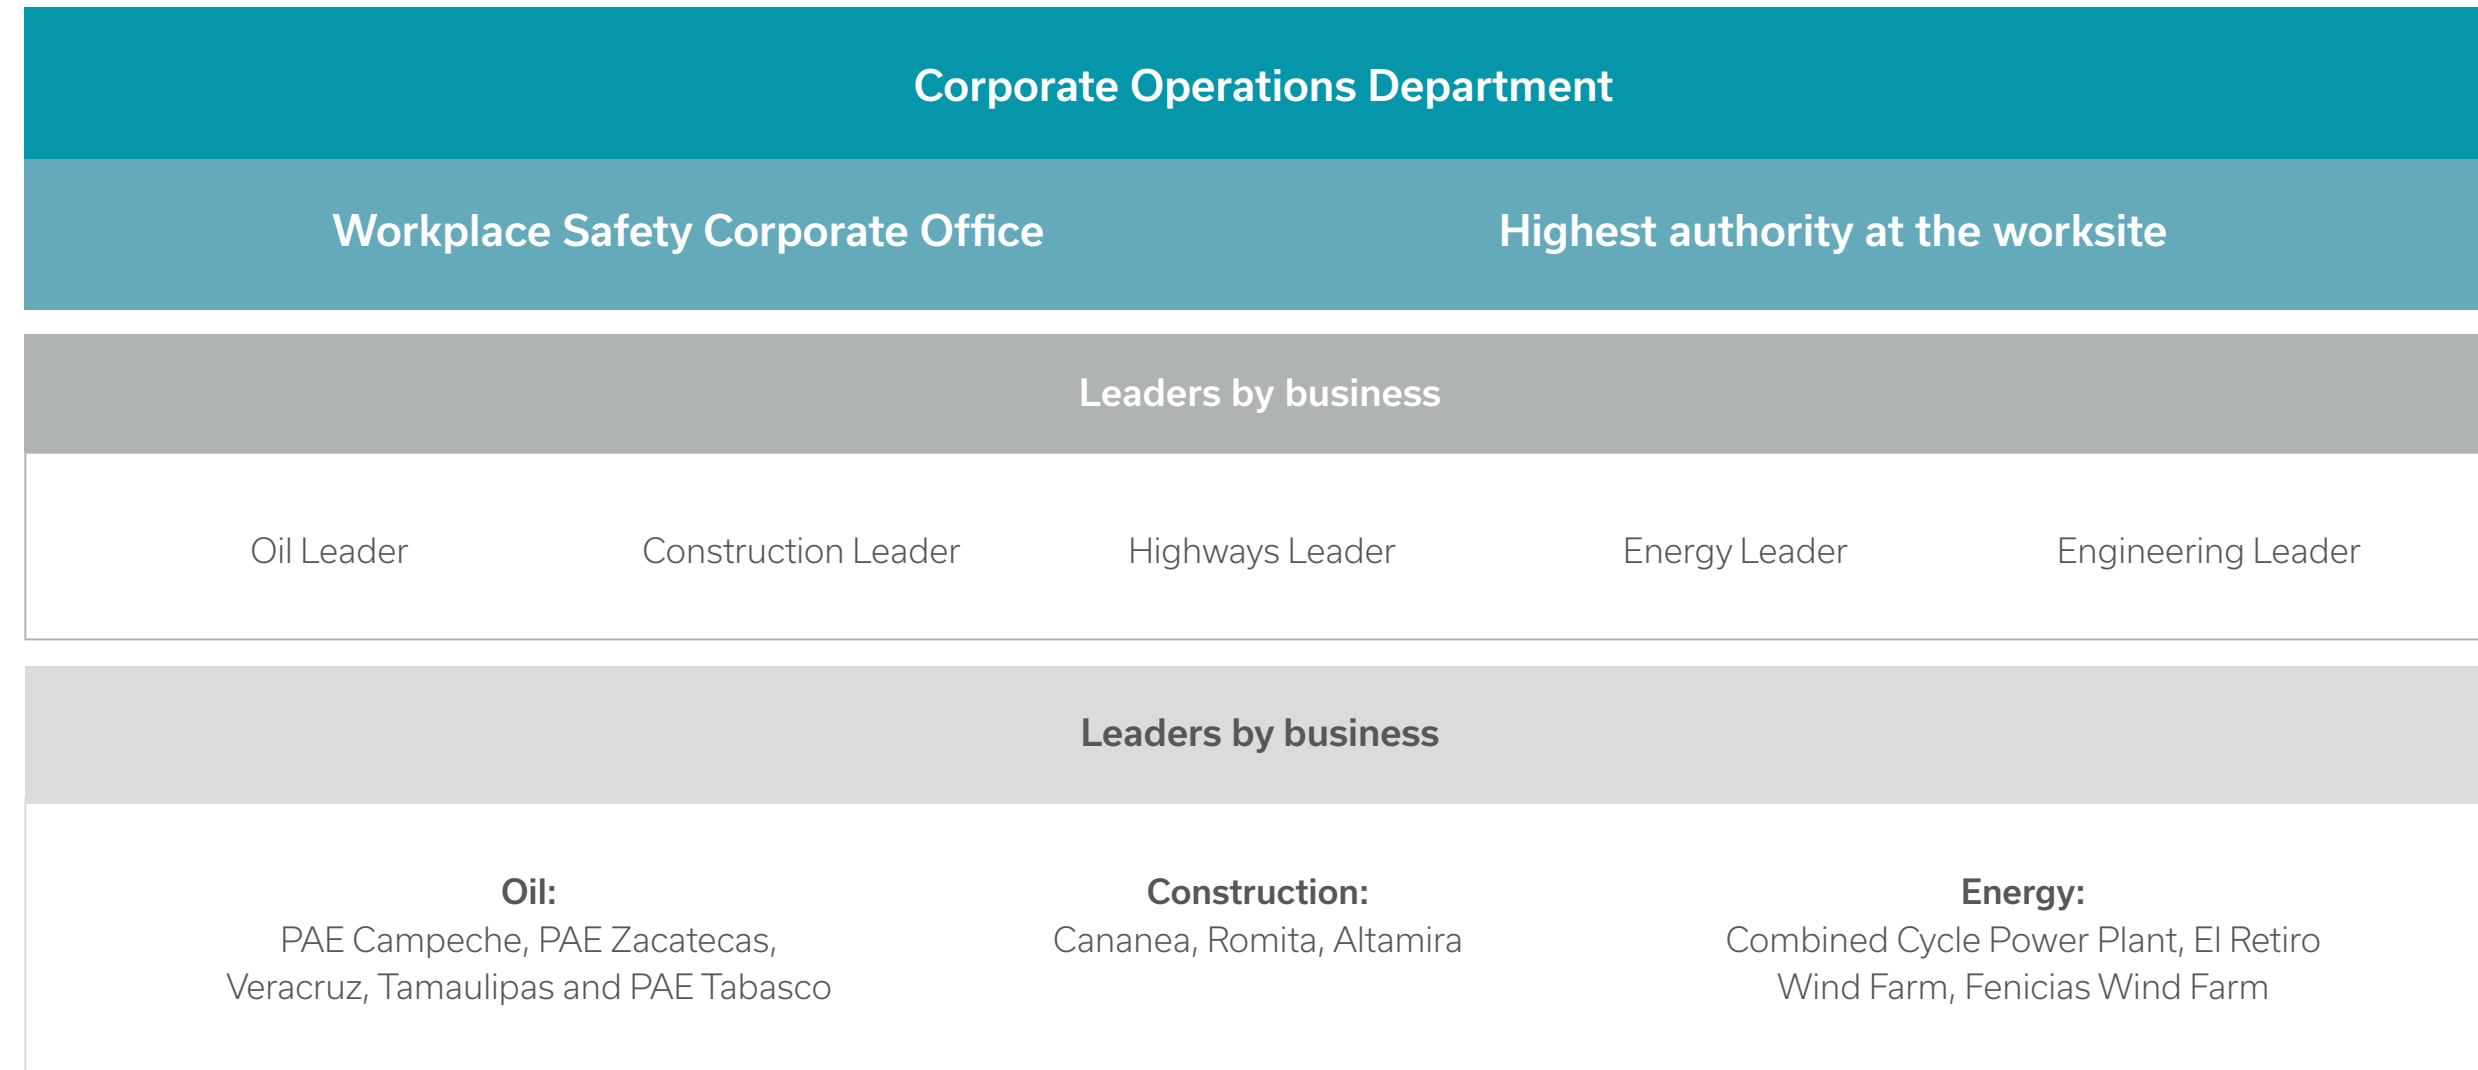 Corporate Operations Department
Workplace Safety Corporate Office
Highest authority at the worksite
Leaders by business
Oil Leader
Construction Leader
Highways Leader
Energy Leader
Engineering Leader
Leaders by business
Oil:
PAE Campeche, PAE Zacatecas,
Veracruz, Tamaulipas and PAE Tabasco
Construction:
Cananea, Romita, Altamira
Energy:
Combined Cycle Power Plant, El Retiro
Wind Farm, Fenicias Wind Farm